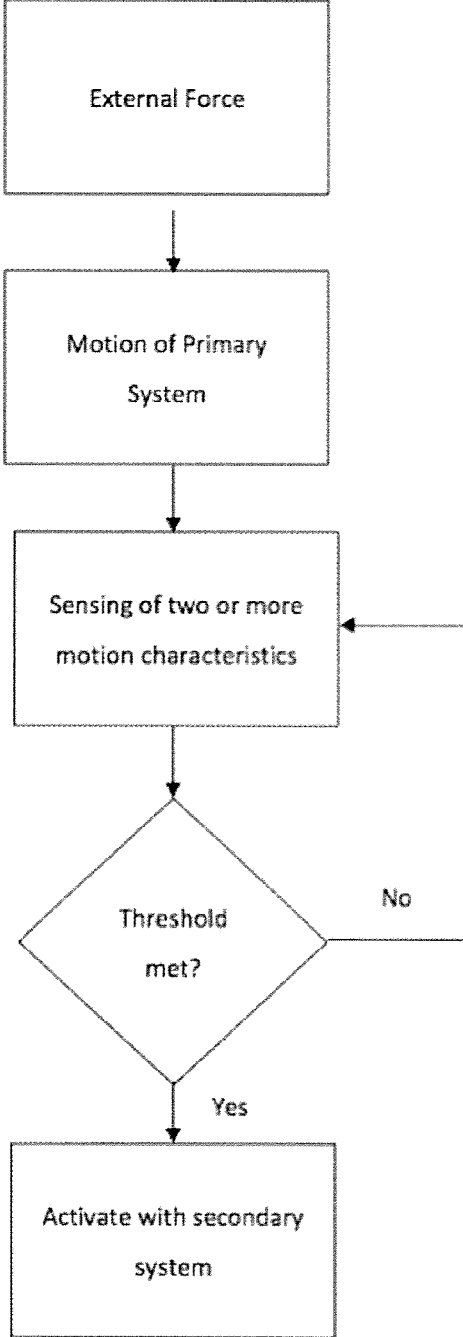 External Force
Motion of Primary
System
Sensing of two or more
motion characteristics
Threshold
met?
No
Yes
Activate with secondary
system